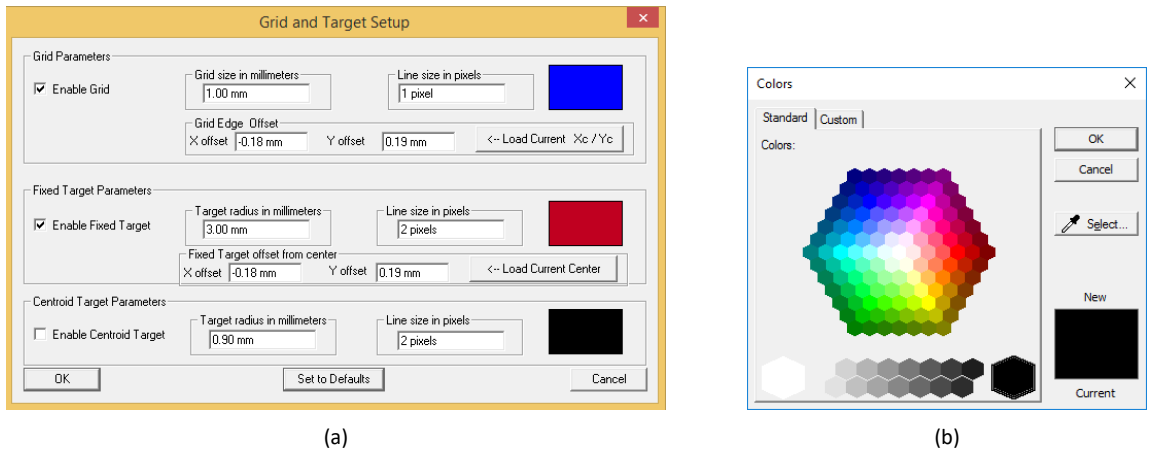 Grid and Target Setup
Grid Parameters
Enable Grid
Grid size in millimeters
1.00 mm
Line size in pixels
1 pixel
Grid Edge Offset
X offset -0.18 mm Y offset 0.19 mm <-- Load Current Xc / Yc
Fixed Target Parameters
Enable Fixed Target
Target radius in millimeters
3.00 mm
Line size in pixels
2 pixels
Fixed Target offset from center
X offset -0.18 mm Y offset 0.19 mm <-- Load Current Center
Centroid Target Parameters
Enable Centroid Target
Target radius in millimeters
0.90 mm
Line size in pixels
2 pixels
OK Set to Defaults Cancel
(a)
Colors
Standard Custom
Colors:
OK
Cancel
Select...
New
Current
(b)